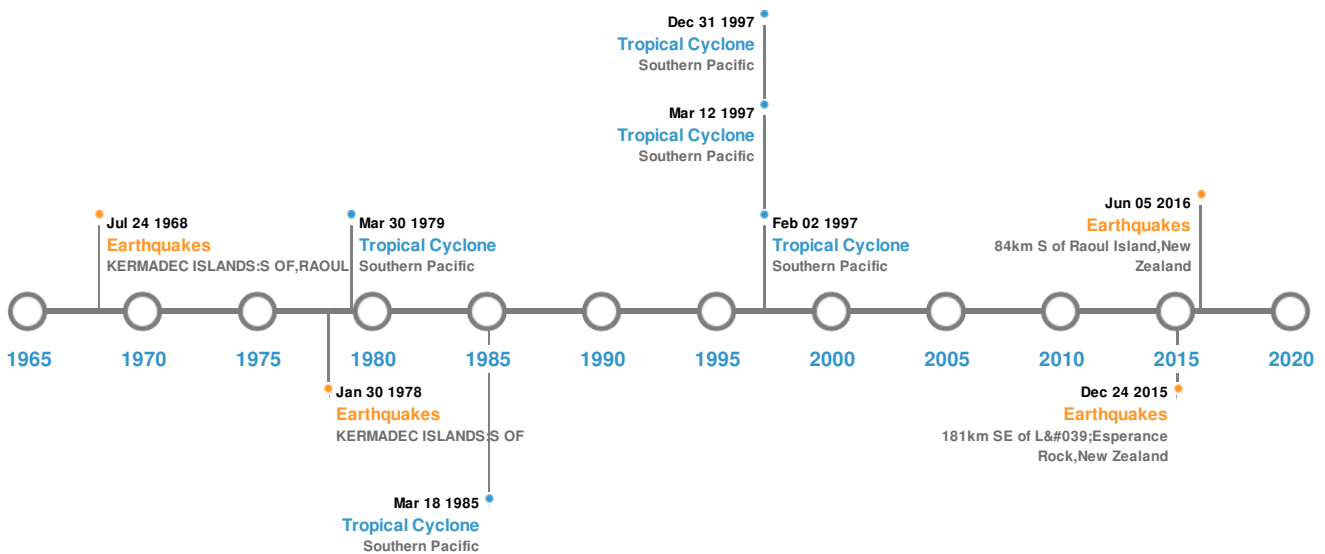 Dec 31 1997
Tropical Cyclone
Southern Pacific
Mar 12 1997
Tropical Cyclone
Southern Pacific
Jul 24 1968
Earthquakes
KERMADEC ISLANDS:S OF,RAOUL
Mar 30 1979
Tropical Cyclone
Southern Pacific
Feb 02 1997
Tropical Cyclone
Southern Pacific
Jun 05 2016
Earthquakes
84km S of Raoul Island,New
Zealand
1965 1970 1975 1980 1985 1990 1995 2000 2005 2010 2015 2020
Jan 30 1978
Earthquakes
KERMADEC ISLANDS:S OF
Dec 24 2015
Earthquakes
181km SE of L&#039;Esperance
Rock,New Zealand
Mar 18 1985
Tropical Cyclone
Southern Pacific